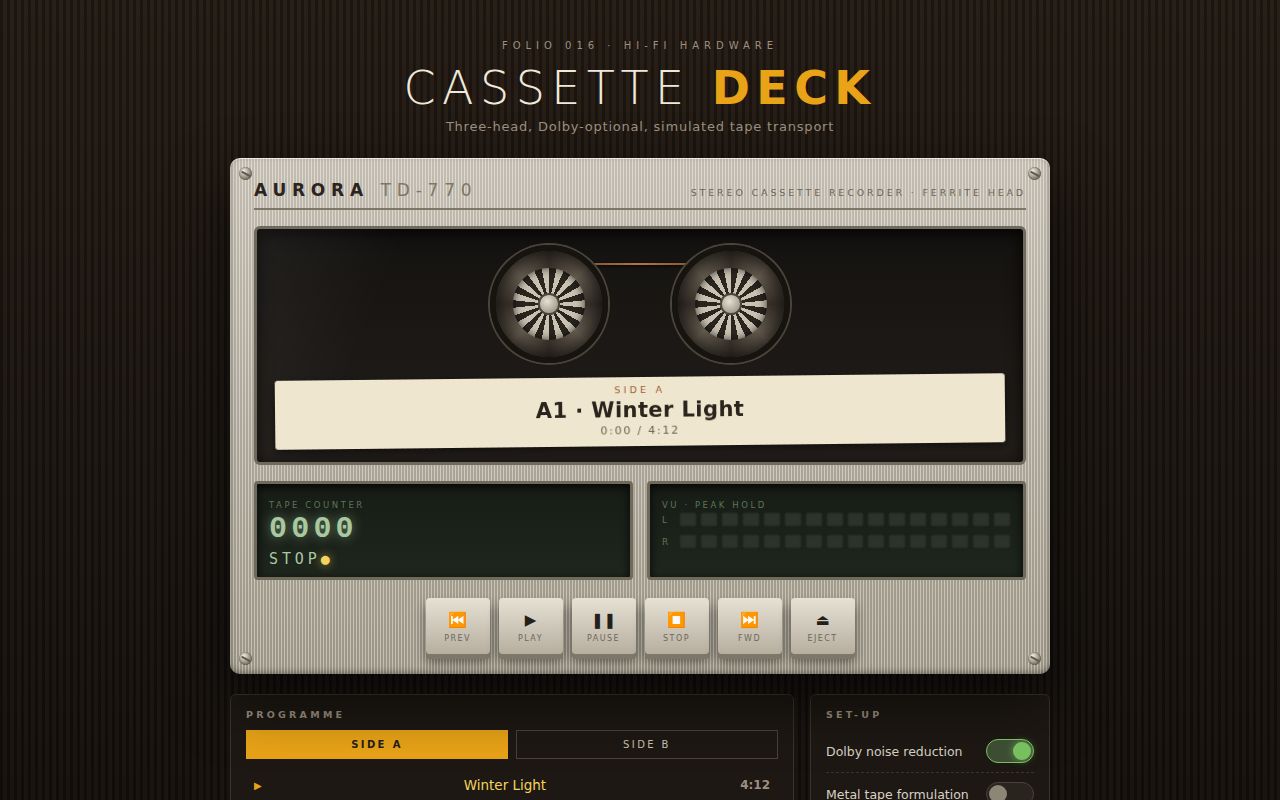 FOLIO 016 · HI-FI HARDWARE
CASSETTE DECK
Three-head, Dolby-optional, simulated tape transport
AURORA TD-770
STEREO CASSETTE RECORDER · FERRITE HEAD
SIDE A
A1 · Winter Light
0:00 / 4:12
TAPE COUNTER
0000
STOP
VU · PEAK HOLD
L
R
PREV
PLAY
PAUSE
STOP
FWD
EJECT
PROGRAMME
SIDE A
SIDE B
Winter Light 4:12
SET-UP
Dolby noise reduction
Metal tape formulation